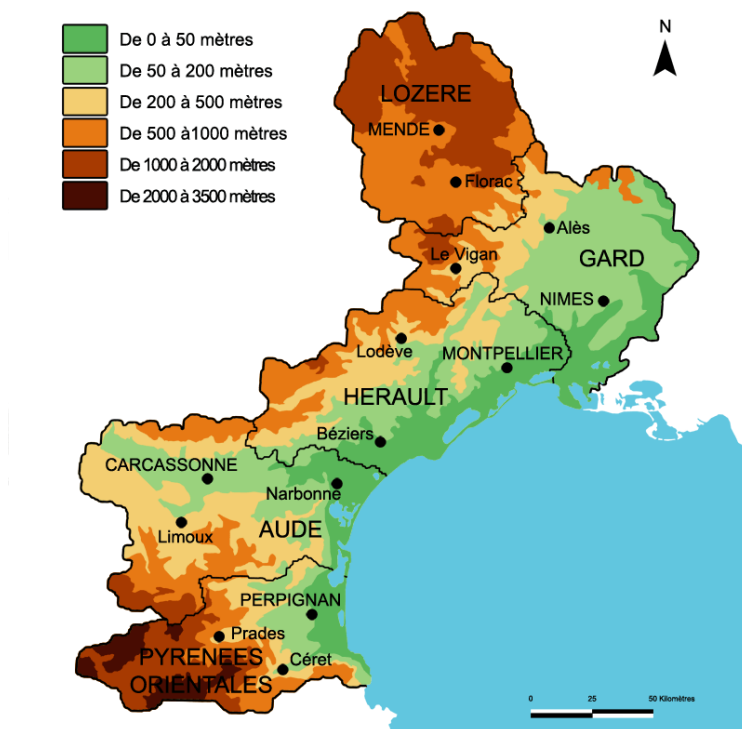 De 0 à 50 mètres
De 50 à 200 mètres
De 200 à 500 mètres
De 500 à1000 mètres
De 1000 à 2000 mètres
De 2000 à 3500 mètres
N
LOZERE
MENDE
Florac
Alès
Le Vigan
GARD
NIMES
Lodève
MONTPELLIER
HERAULT
Béziers
CARCASSONNE
Narbonne
AUDE
Limoux
PERPIGNAN
Prades
PYRENEES
Céret
ORIENTALES
0 25 50 Kilomètres